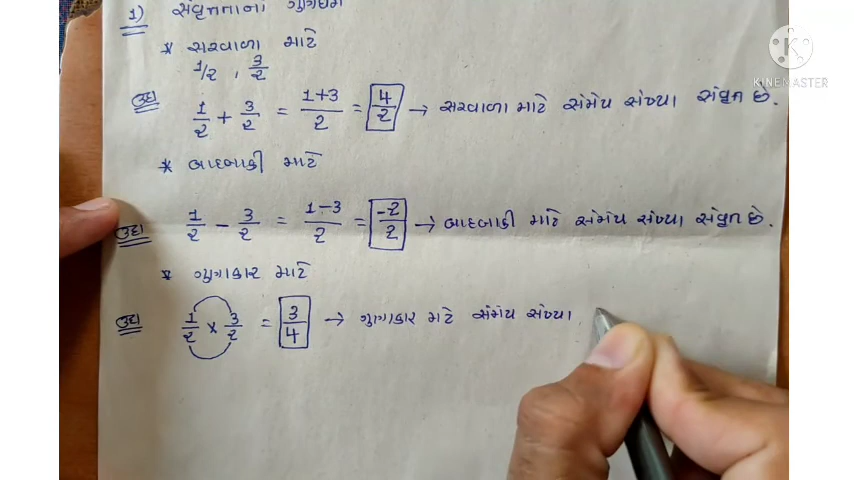 1) સંવૃતતાનો ગુણધર્મ
* સરવાળા માટે
1/2 , 3/2
ઉદા 1/2 + 3/2 = 1+3/2 = 4/2 → સરવાળા માટે સંમેય સંખ્યા સંવૃત છે.
* બાદબાકી માટે
ઉદા 1/2 - 3/2 = 1-3/2 = -2/2 → બાદબાકી માટે સંમેય સંખ્યા સંવૃત છે.
* ગુણાકાર માટે
ઉદા 1/2 x 3/2 = 3/4 → ગુણાકાર માટે સંમેય સંખ્યા
KINEMASTER